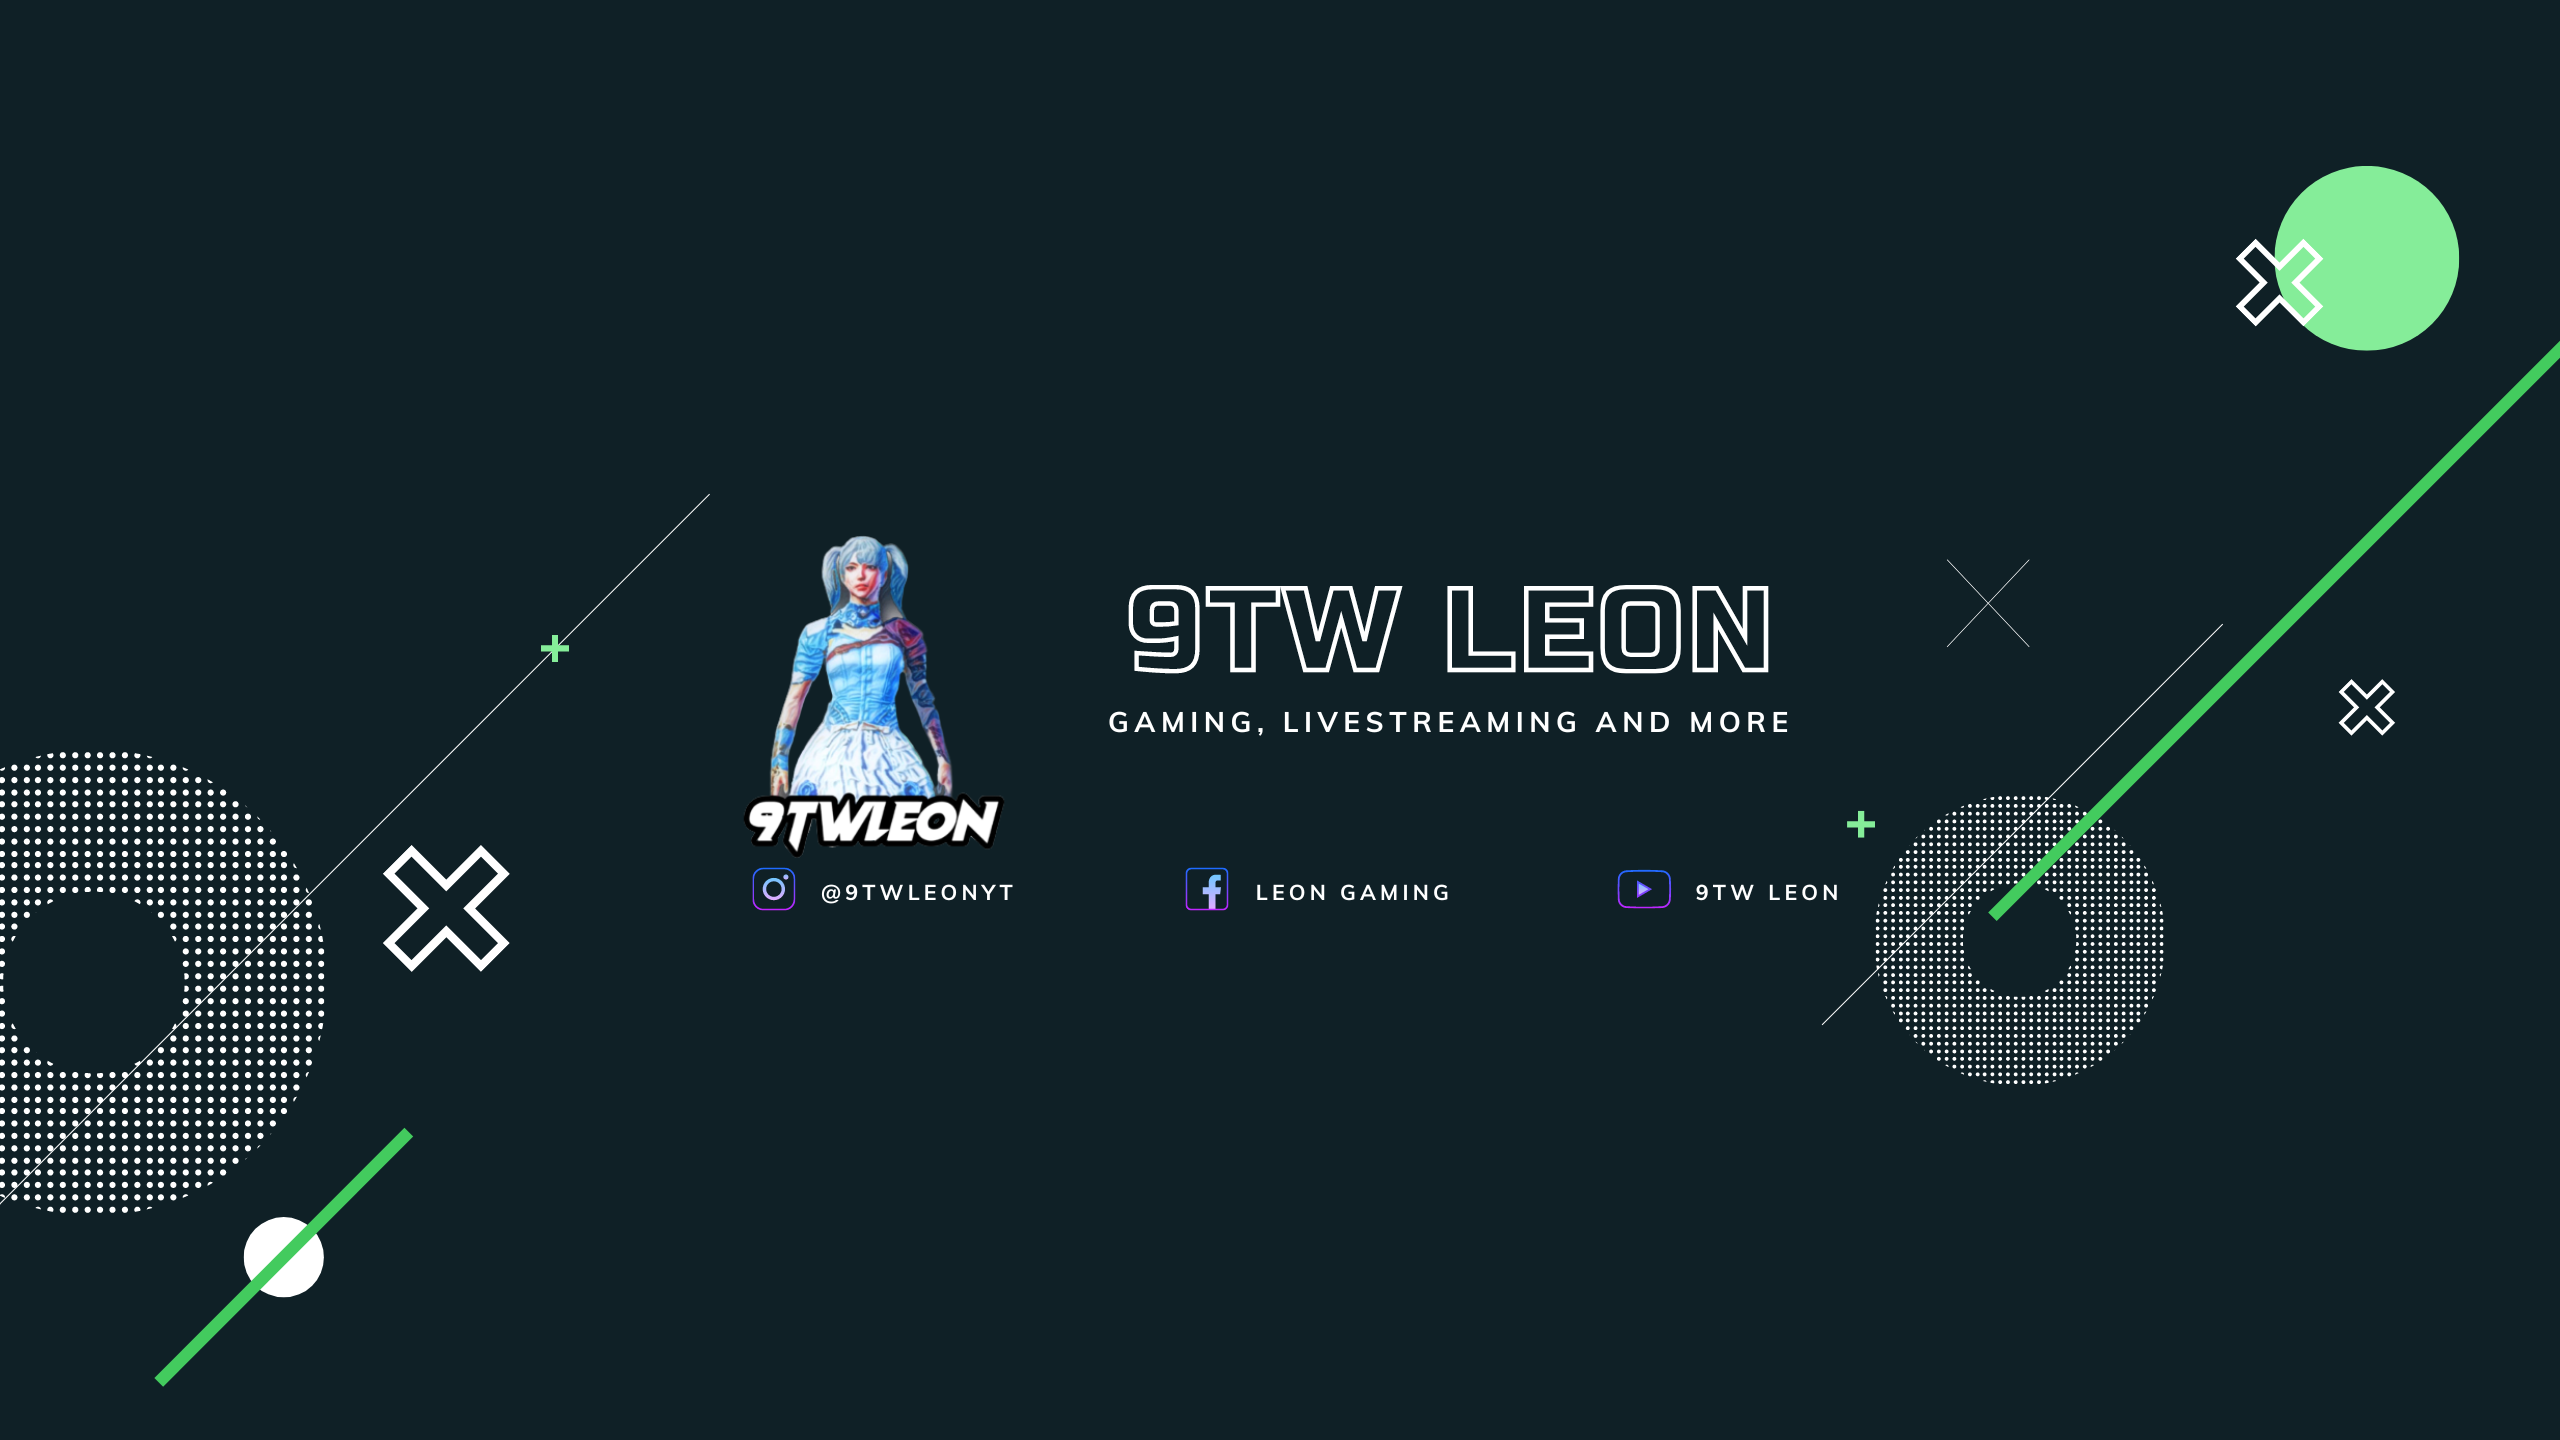 9TW LEON
GAMING, LIVESTREAMING AND MORE
9TWLEON
@9TWLEONYT
LEON GAMING
9TW LEON